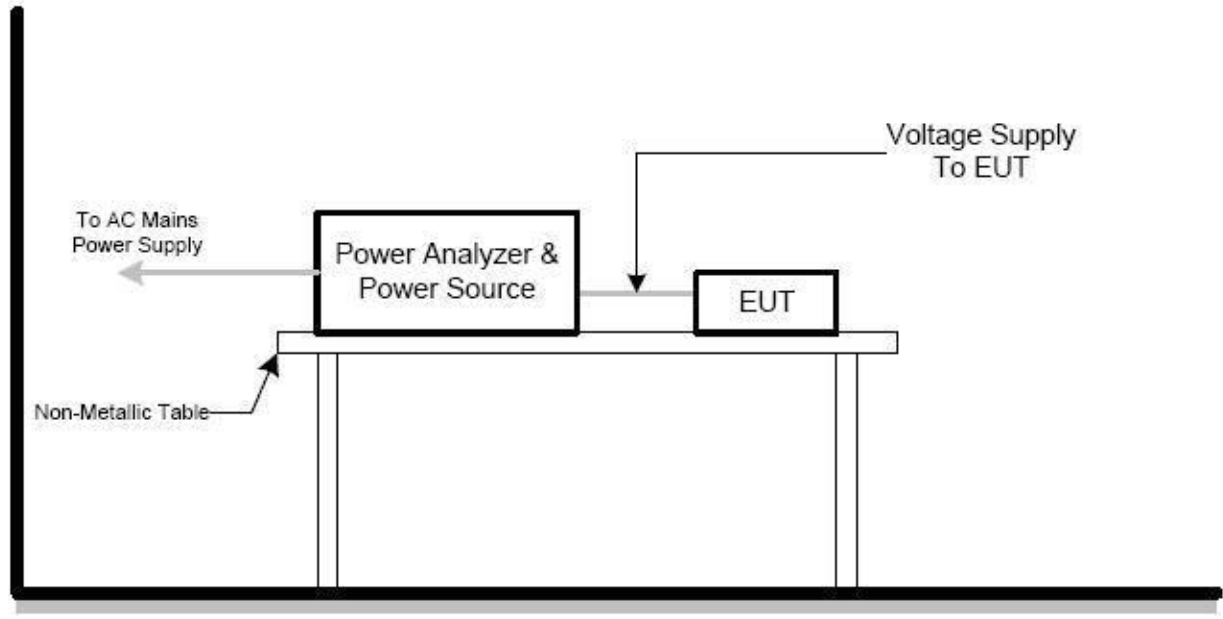 Voltage Supply
To EUT
To AC Mains
Power Supply
Power Analyzer &
Power Source
EUT
Non-Metallic Table